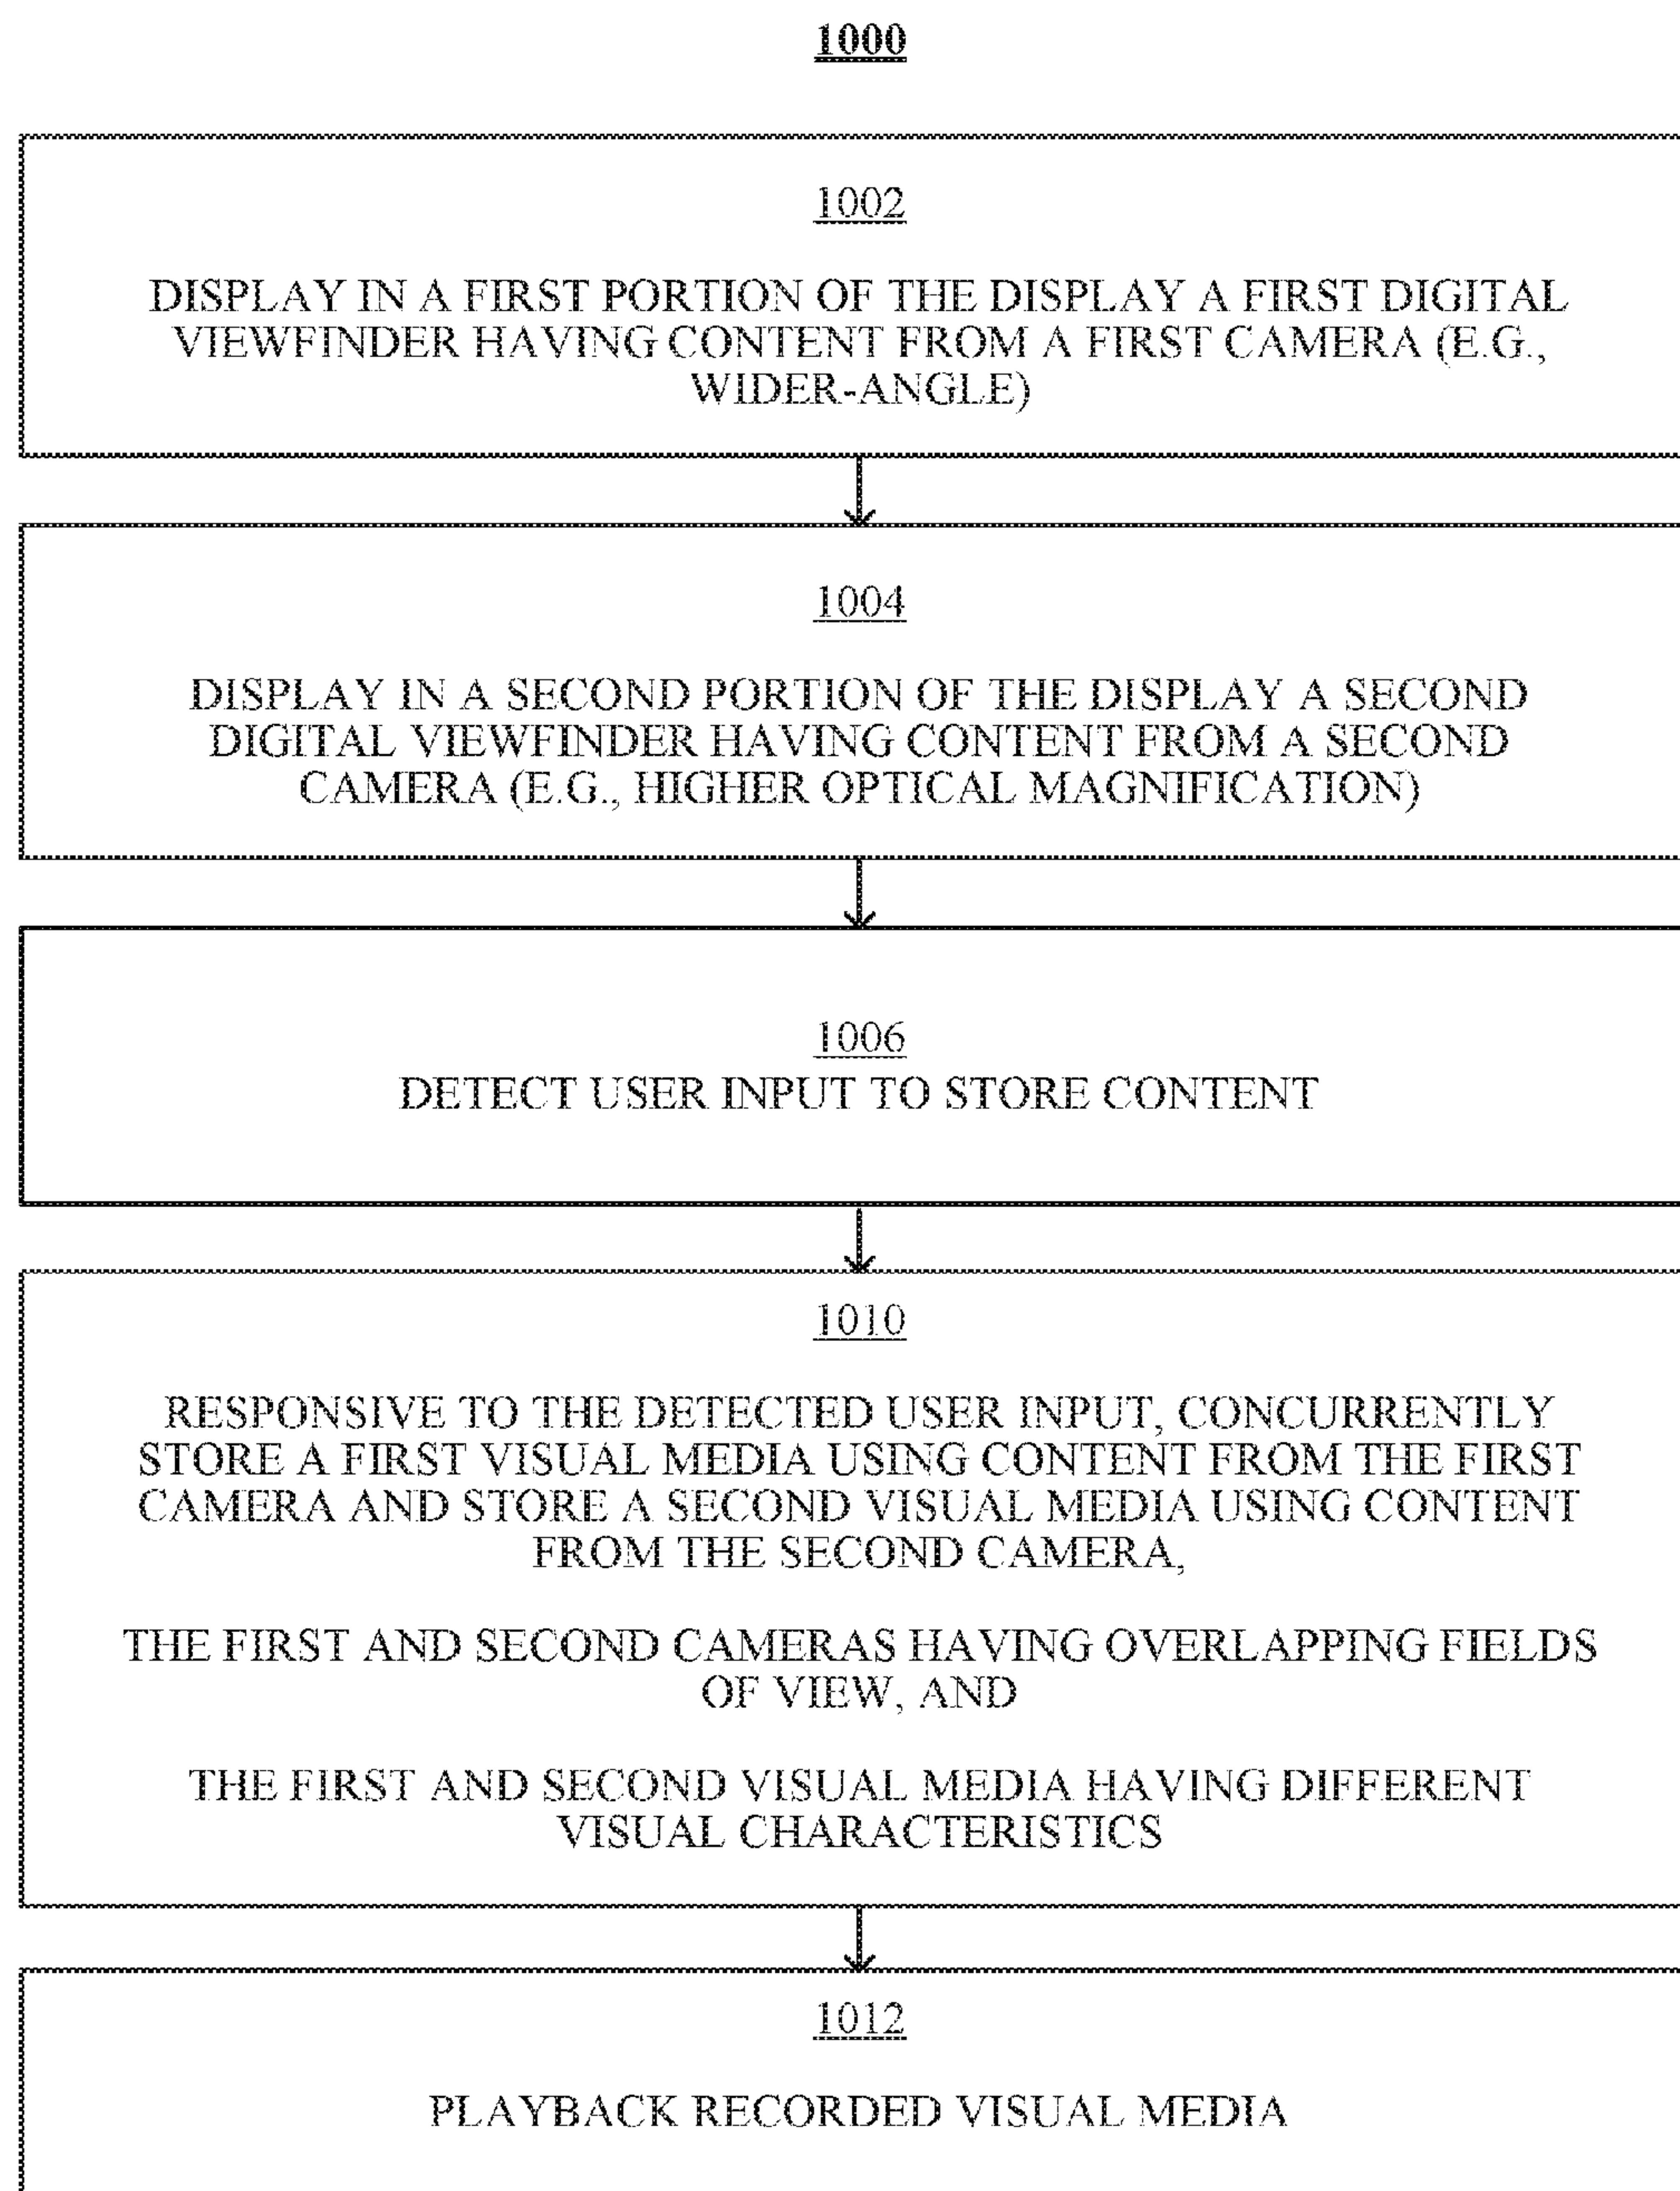 1000
1002
DISPLAY IN A FIRST PORTION OF THE DISPLAY A FIRST DIGITAL
VIEWFINDER HAVING CONTENT FROM A FIRST CAMERA (E.G.,
WIDER-ANGLE)
1004
DISPLAY IN A SECOND PORTION OF THE DISPLAY A SECOND
DIGITAL VIEWFINDER HAVING CONTENT FROM A SECOND
CAMERA (E.G., HIGHER OPTICAL MAGNIFICATION)
1006
DETECT USER INPUT TO STORE CONTENT
1010
RESPONSIVE TO THE DETECTED USER INPUT, CONCURRENTLY
STORE A FIRST VISUAL MEDIA USING CONTENT FROM THE FIRST
CAMERA AND STORE A SECOND VISUAL MEDIA USING CONTENT
FROM THE SECOND CAMERA,
THE FIRST AND SECOND CAMERAS HAVING OVERLAPPING FIELDS
OF VIEW, AND
THE FIRST AND SECOND VISUAL MEDIA HAVING DIFFERENT
VISUAL CHARACTERISTICS
1012
PLAYBACK RECORDED VISUAL MEDIA